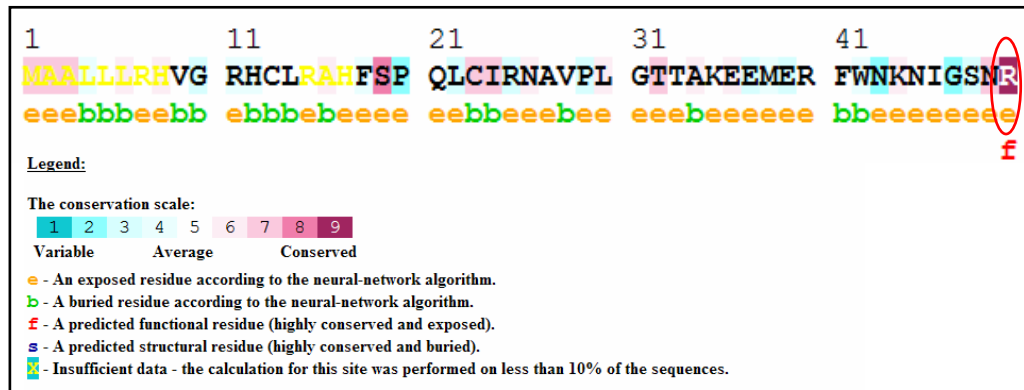 1 11 21 31 41
MAALLLRHVG RHCLRAHFSP QLCIRNAVPL GTTAKEEMER FWNKNIGSNR
eeebbbeebb ebbbebeeee eebbeeebee eeebeeeeee bbeeeeeeee
f
Legend:
The conservation scale:
1 2 3 4 5 6 7 8 9
Variable Average Conserved
e - An exposed residue according to the neural-network algorithm.
b - A buried residue according to the neural-network algorithm.
f - A predicted functional residue (highly conserved and exposed).
s - A predicted structural residue (highly conserved and buried).
X - Insufficient data - the calculation for this site was performed on less than 10% of the sequences.